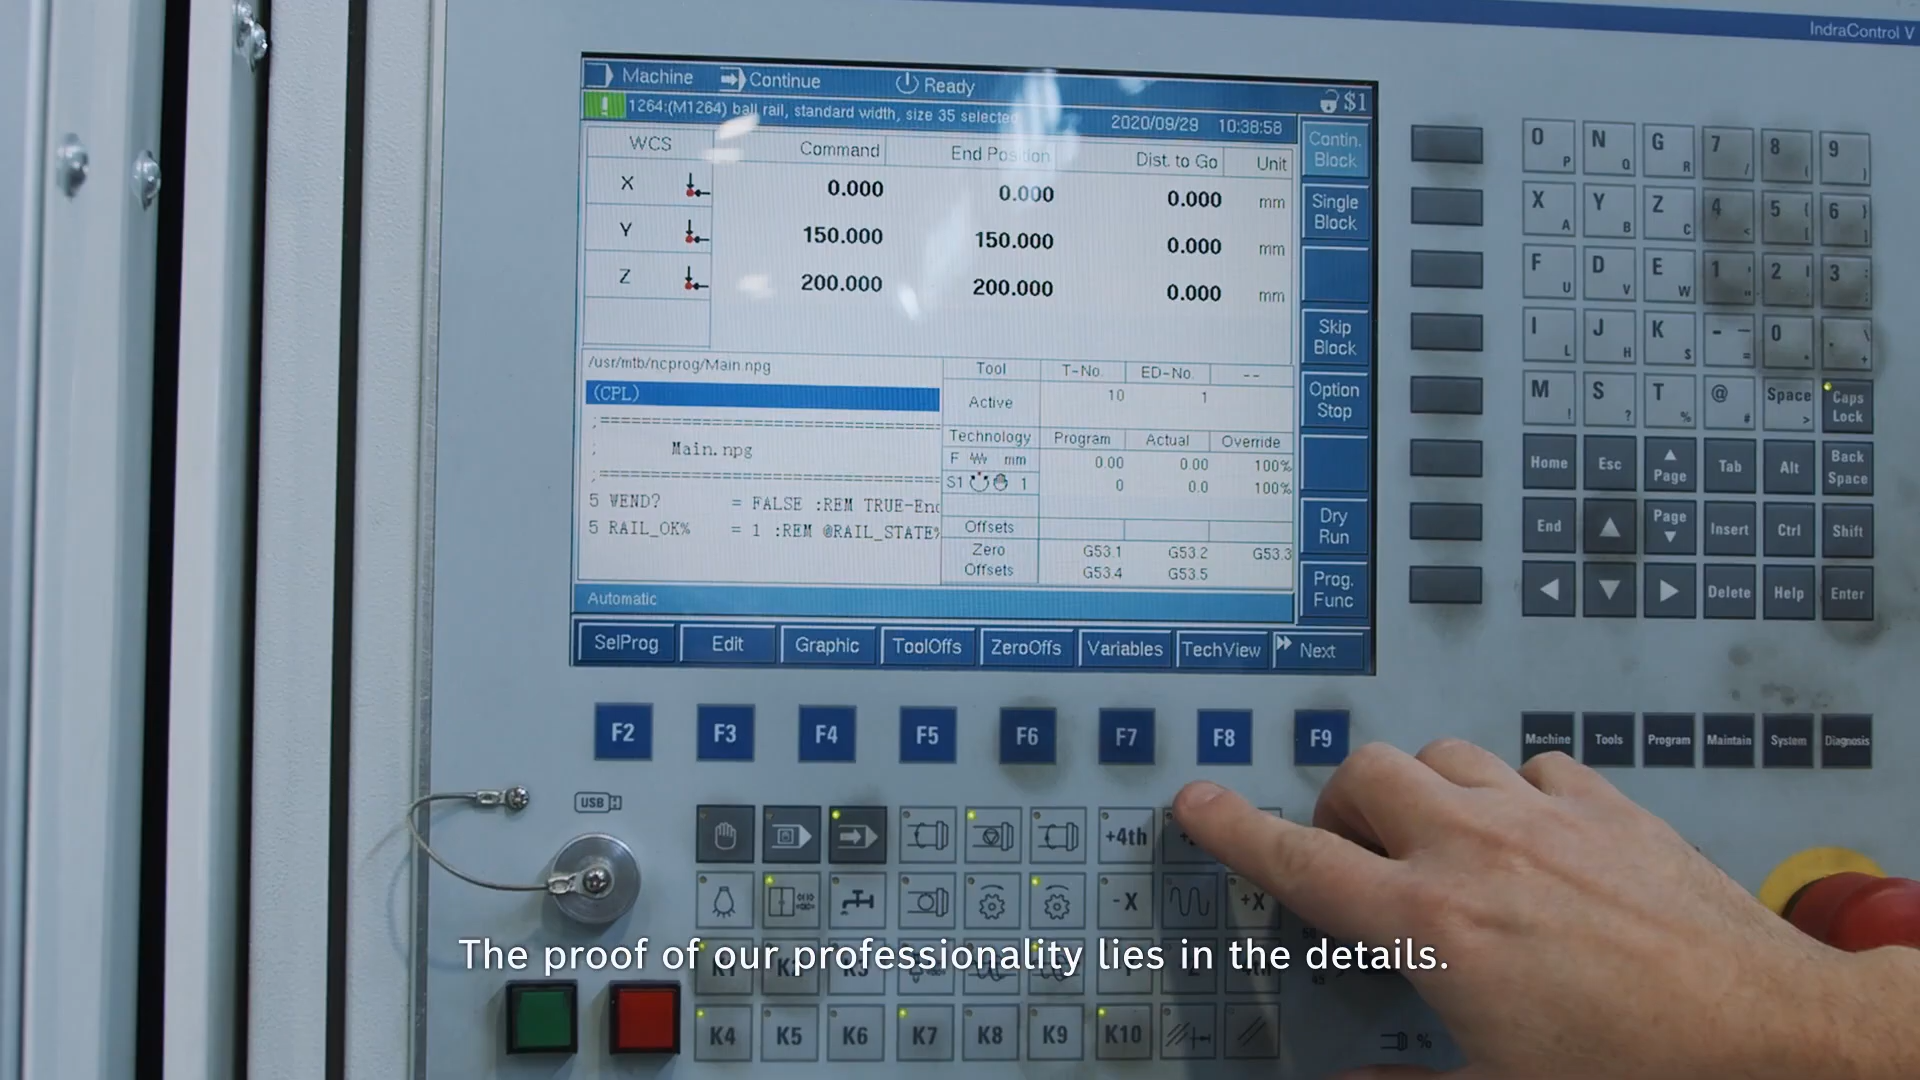 IndraControl V
Machine Continue Ready $1
1264:(M1264) ball rail, standard width, size 35 selected
2020/09/29 10:38:58
WCS Command End Position Dist. to Go Unit
X 0.000 0.000 0.000 mm
Y 150.000 150.000 0.000 mm
Z 200.000 200.000 0.000 mm
Contin. Block
Single Block
Skip Block
Option Stop
Dry Run
Prog. Func
/usr/mtb/ncprog/Main.npg
(CPL)
;==================================
;
; Main.npg
;==================================
5 WEND? = FALSE :REM TRUE-End
5 RAIL_OK% = 1 :REM @RAIL_STATE%
Tool T-No. ED-No. --
Active 10 1
Technology Program Actual Override
F mm 0.00 0.00 100%
S1 1 0 0.0 100%
Offsets
Zero Offsets G53.1 G53.2 G53.3
G53.4 G53.5
Automatic
SelProg Edit Graphic ToolOffs ZeroOffs Variables TechView Next
F2 F3 F4 F5 F6 F7 F8 F9
O P N Q G R 7 / 8 ( 9 )
X A Y B Z C 4 < 5 [ 6 ]
F U D V E W 1 ' 2 3 :
I L J H K $ - = 0 . +
M ! S ? T % @ # Space > Caps Lock
Home Esc Page Tab Alt Back Space
End Page Insert Ctrl Shift
Delete Help Enter
Machine Tools Program Maintain System Diagnosis
USB
+4th
-X +X
K1 K2 K3
K4 K5 K6 K7 K8 K9 K10
%
The proof of our professionality lies in the details.